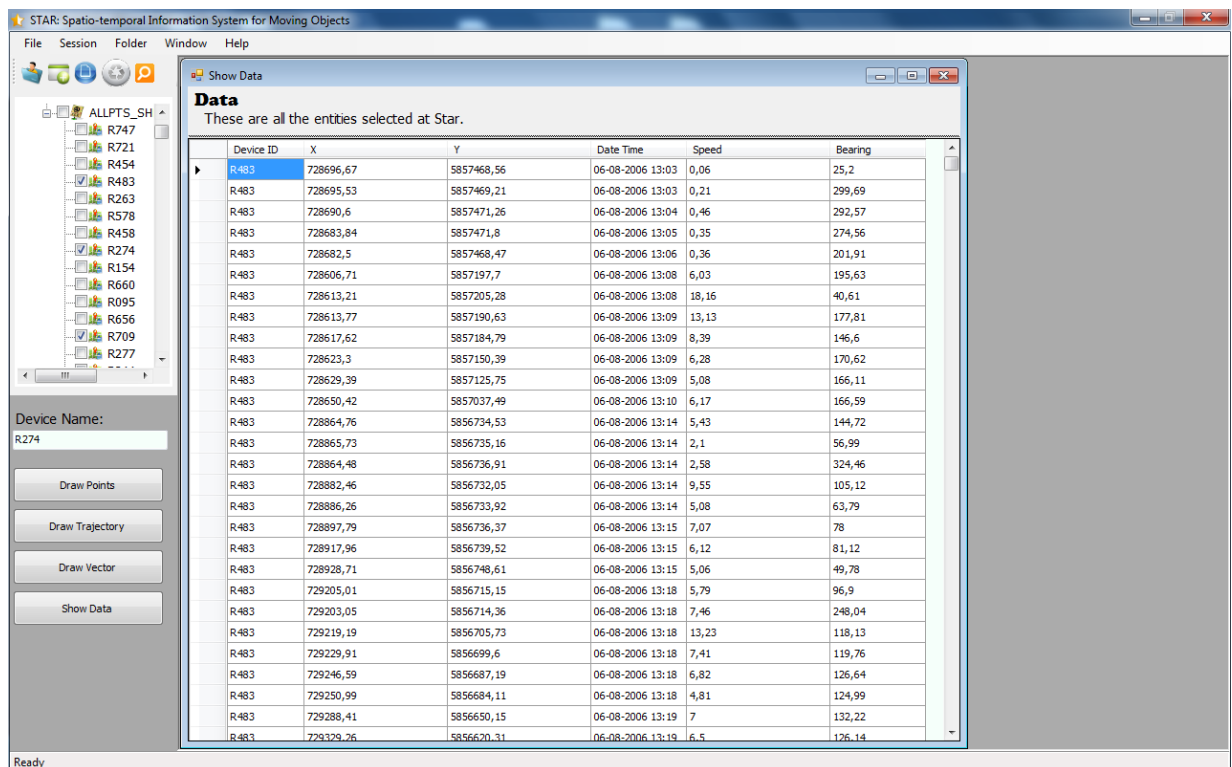 STAR: Spatio-temporal Information System for Moving Objects
File Session Folder Window Help
ALLPTS_SH
R747
R721
R454
R483
R263
R578
R458
R274
R154
R660
R095
R656
R709
R277
Device Name:
R274
Draw Points
Draw Trajectory
Draw Vector
Show Data
Show Data
Data
These are all the entities selected at Star.
Device ID X Y Date Time Speed Bearing
R483 728696,67 5857468,56 06-08-2006 13:03 0,06 25,2
R483 728695,53 5857469,21 06-08-2006 13:03 0,21 299,69
R483 728690,6 5857471,26 06-08-2006 13:04 0,46 292,57
R483 728683,84 5857471,8 06-08-2006 13:05 0,35 274,56
R483 728682,5 5857468,47 06-08-2006 13:06 0,36 201,91
R483 728606,71 5857197,7 06-08-2006 13:08 6,03 195,63
R483 728613,21 5857205,28 06-08-2006 13:08 18,16 40,61
R483 728613,77 5857190,63 06-08-2006 13:09 13,13 177,81
R483 728617,62 5857184,79 06-08-2006 13:09 8,39 146,6
R483 728623,3 5857150,39 06-08-2006 13:09 6,28 170,62
R483 728629,39 5857125,75 06-08-2006 13:09 5,08 166,11
R483 728650,42 5857037,49 06-08-2006 13:10 6,17 166,59
R483 728864,76 5856734,53 06-08-2006 13:14 5,43 144,72
R483 728865,73 5856735,16 06-08-2006 13:14 2,1 56,99
R483 728864,48 5856736,91 06-08-2006 13:14 2,58 324,46
R483 728882,46 5856732,05 06-08-2006 13:14 9,55 105,12
R483 728886,26 5856733,92 06-08-2006 13:14 5,08 63,79
R483 728897,79 5856736,37 06-08-2006 13:15 7,07 78
R483 728917,96 5856739,52 06-08-2006 13:15 6,12 81,12
R483 728928,71 5856748,61 06-08-2006 13:15 5,06 49,78
R483 729205,01 5856715,15 06-08-2006 13:18 5,79 96,9
R483 729203,05 5856714,36 06-08-2006 13:18 7,46 248,04
R483 729219,19 5856705,73 06-08-2006 13:18 13,23 118,13
R483 729229,91 5856699,6 06-08-2006 13:18 7,41 119,76
R483 729246,59 5856687,19 06-08-2006 13:18 6,82 126,64
R483 729250,99 5856684,11 06-08-2006 13:18 4,81 124,99
R483 729288,41 5856650,15 06-08-2006 13:19 7 132,22
R483 729329,26 5856620,31 06-08-2006 13:19 6,5 126,14
Ready